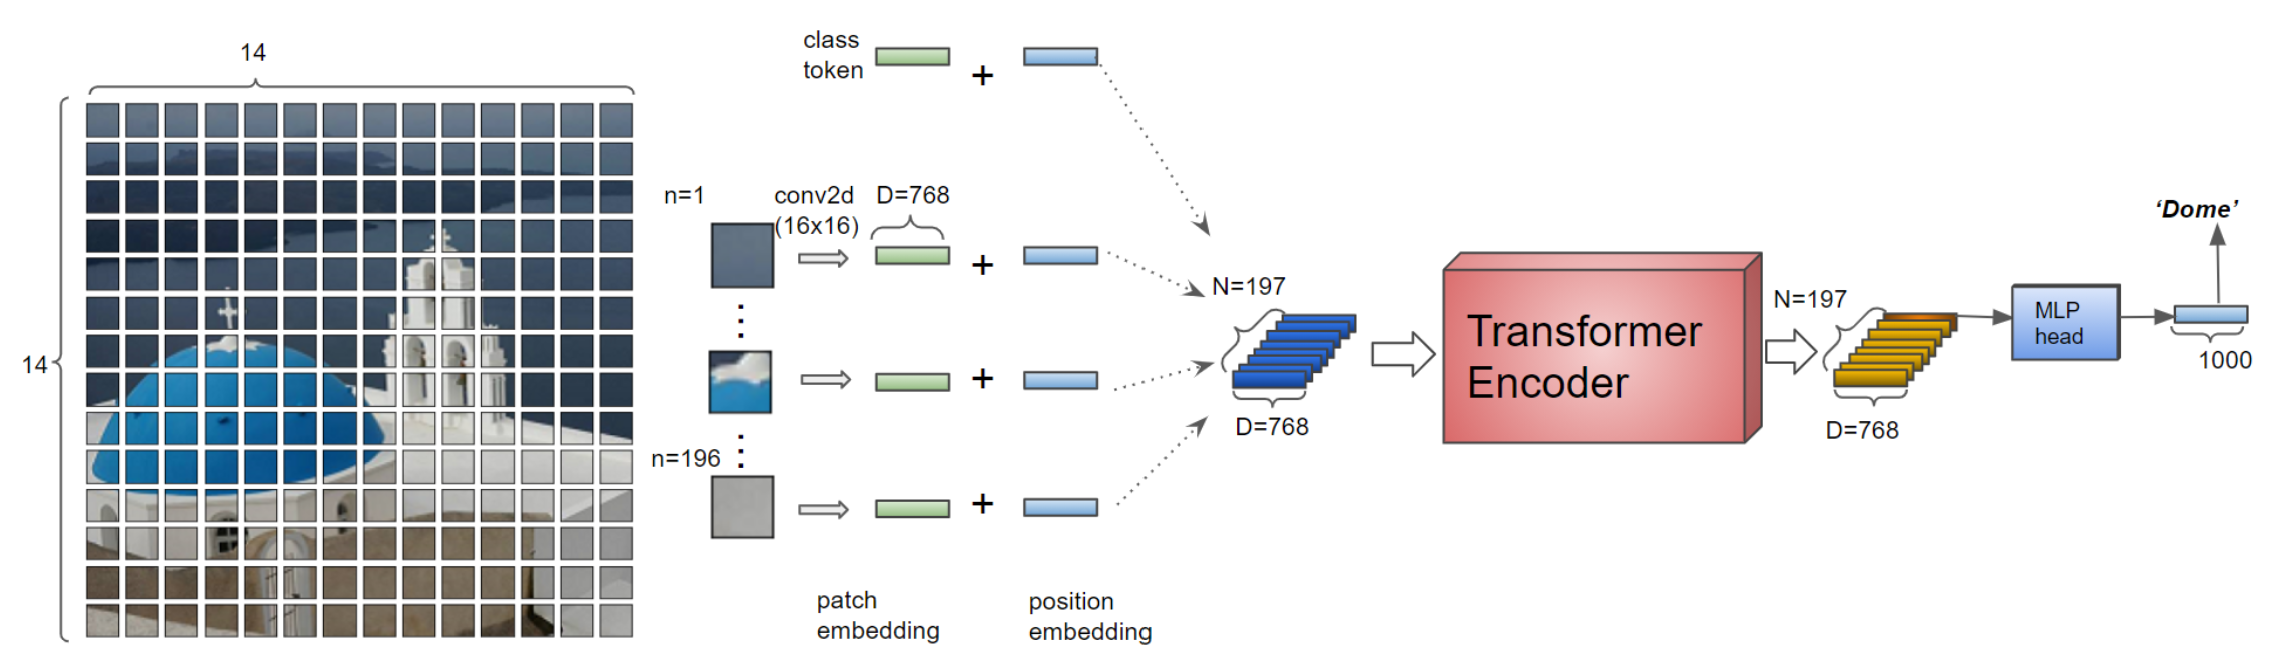 14
14
class
token
+
n=1
conv2d
(16x16)
D=768
+
+
n=196
+
patch
embedding
position
embedding
N=197
D=768
Transformer
Encoder
N=197
D=768
MLP
head
‘Dome’
1000